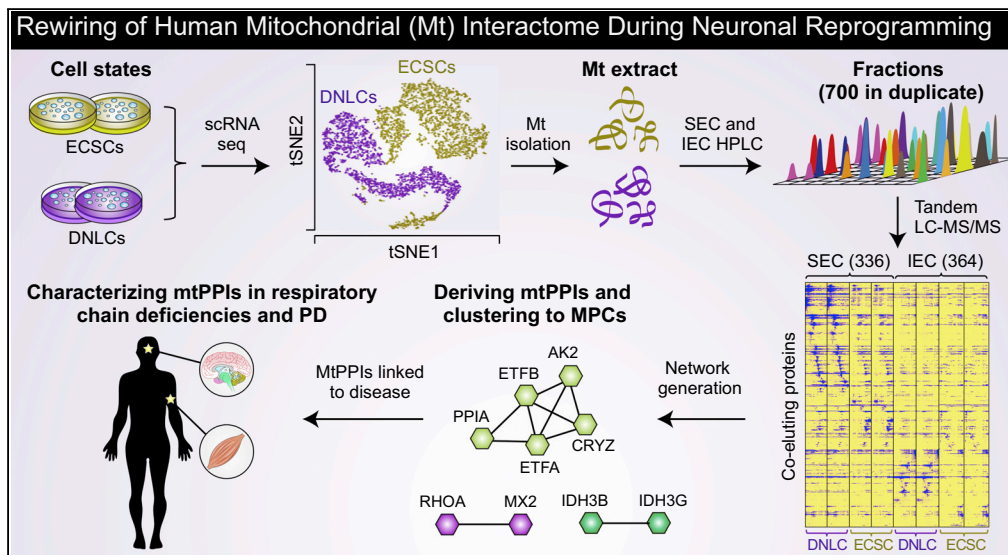 Rewiring of Human Mitochondrial (Mt) Interactome During Neuronal Reprogramming
Cell states
ECSCs
DNLCs
scRNA
seq
tSNE2
DNLCs
ECSCs
tSNE1
Mt
isolation
Mt extract
SEC and
IEC HPLC
Fractions
(700 in duplicate)
Tandem
LC-MS/MS
SEC (336)
IEC (364)
Co-eluting proteins
DNLC
ECSC
DNLC
ECSC
Network
generation
Deriving mtPPIs and
clustering to MPCs
AK2
ETFB
PPIA
CRYZ
ETFA
RHOA
MX2
IDH3B
IDH3G
MtPPIs linked
to disease
Characterizing mtPPIs in respiratory
chain deficiencies and PD